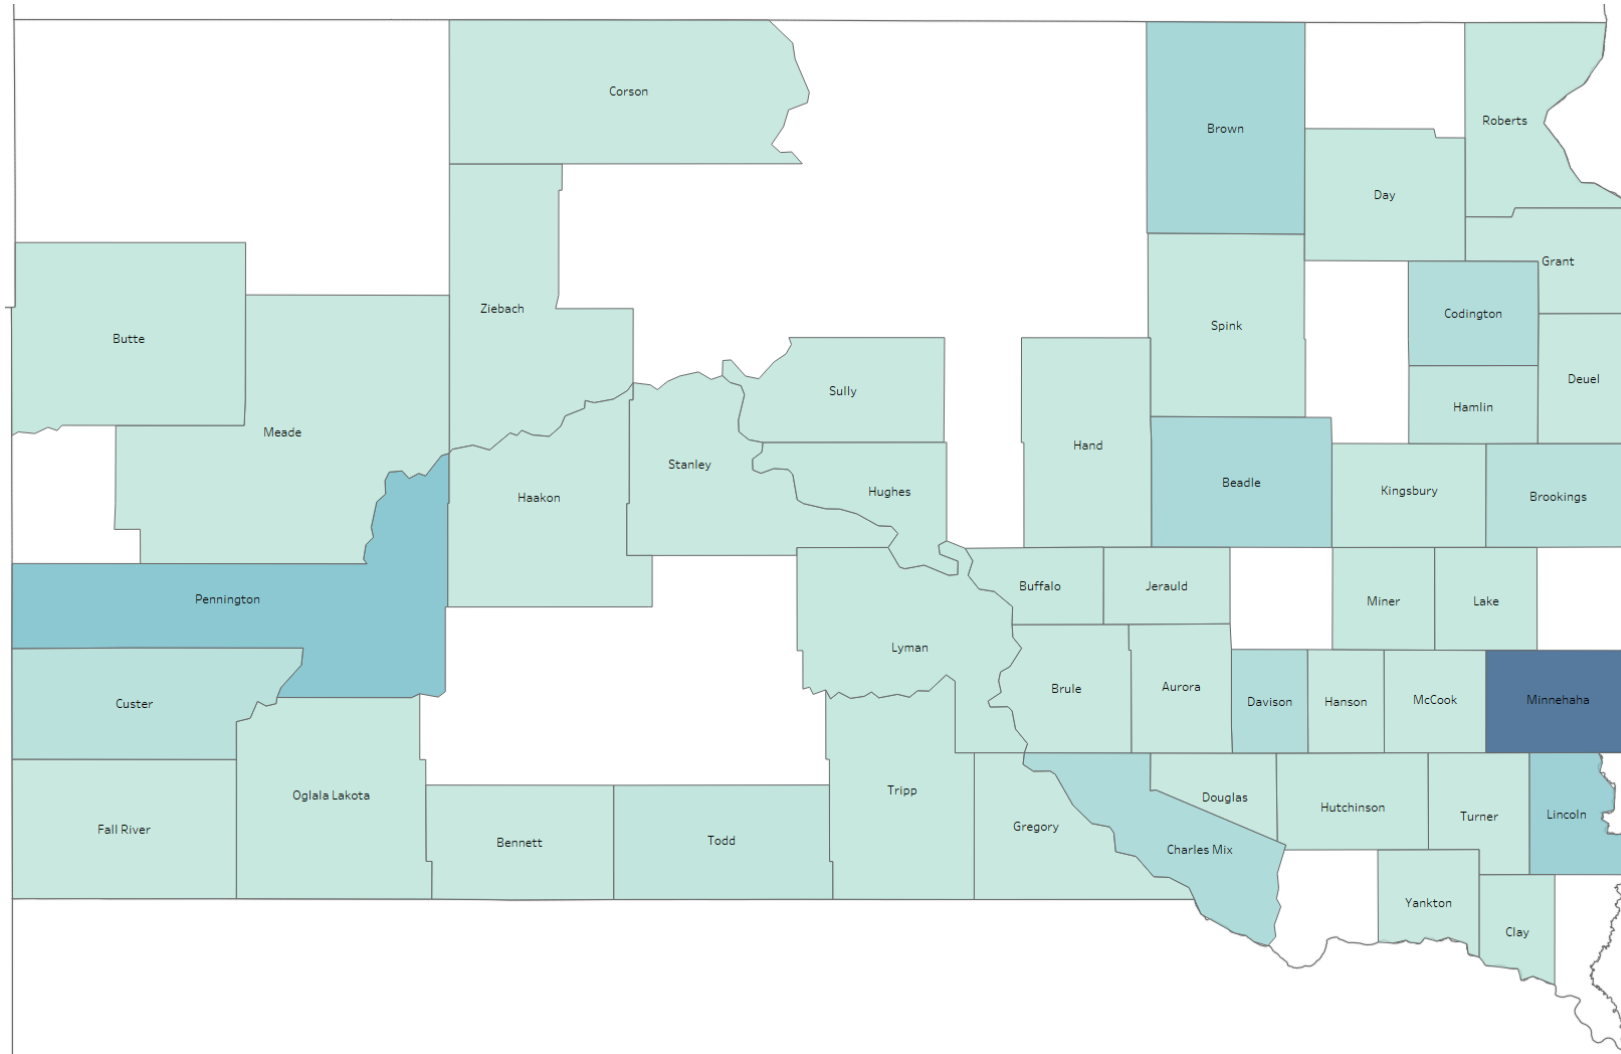 Corson
Brown
Roberts
Day
Grant
Ziebach
Codington
Butte
Spink
Deuel
Sully
Hamlin
Meade
Hand
Stanley
Beadle
Kingsbury
Hughes
Haakon
Brookings
Buffalo
Jerauld
Pennington
Miner
Lake
Lyman
Brule
Aurora
Custer
Davison
Hanson
McCook
Minnehaha
Tripp
Oglala Lakota
Douglas
Hutchinson
Lincoln
Turner
Fall River
Gregory
Bennett
Todd
Charles Mix
Yankton
Clay